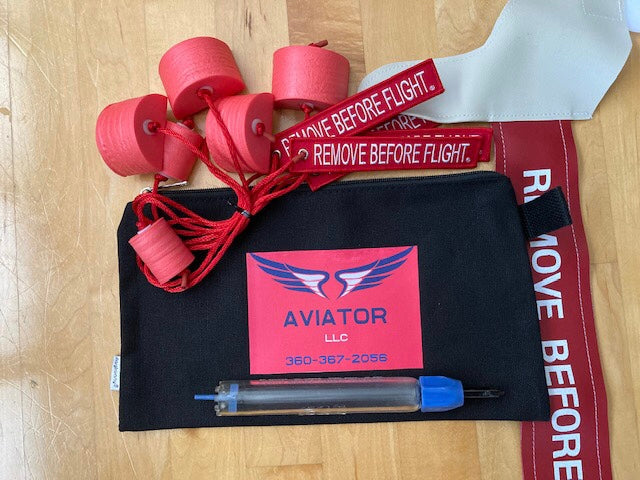 REMOVE BEFORE FLIGHT
REMOVE BEFORE FLIGHT
REMOVE BEFORE
AVIATOR
LLC
360-367-2056